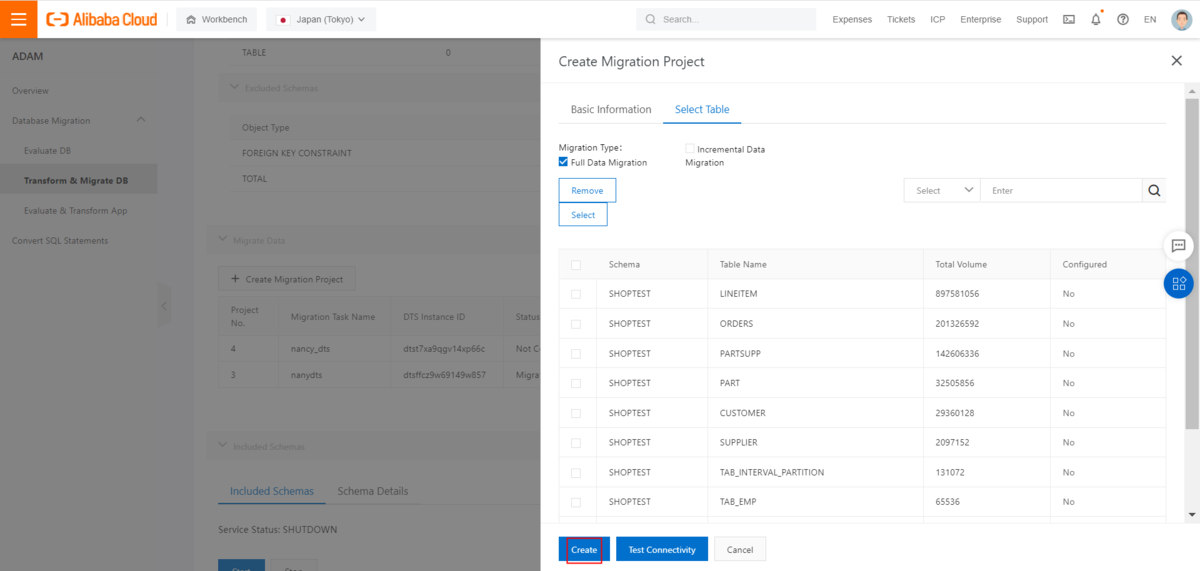 Alibaba Cloud Workbench Japan (Tokyo) Search... Expenses Tickets ICP Enterprise Support EN
ADAM
Overview
Database Migration
Evaluate DB
Transform & Migrate DB
Evaluate & Transform App
Convert SQL Statements
TABLE 0
Excluded Schemas
Object Type
FOREIGN KEY CONSTRAINT
TOTAL
Migrate Data
+ Create Migration Project
Project No. Migration Task Name DTS Instance ID Status
4 nancy_dts dtst7xa9qgv14xp66c Not C
3 nanydts dtsffcz9w69149w857 Migra
Included Schemas
Included Schemas Schema Details
Service Status: SHUTDOWN
Start Stop
Create Migration Project
Basic Information Select Table
Migration Type:
Full Data Migration
Incremental Data
Migration
Remove
Select
Select Enter
Schema Table Name Total Volume Configured
SHOPTEST LINEITEM 897581056 No
SHOPTEST ORDERS 201326592 No
SHOPTEST PARTSUPP 142606336 No
SHOPTEST PART 32505856 No
SHOPTEST CUSTOMER 29360128 No
SHOPTEST SUPPLIER 2097152 No
SHOPTEST TAB_INTERVAL_PARTITION 131072 No
SHOPTEST TAB_EMP 65536 No
Create Test Connectivity Cancel